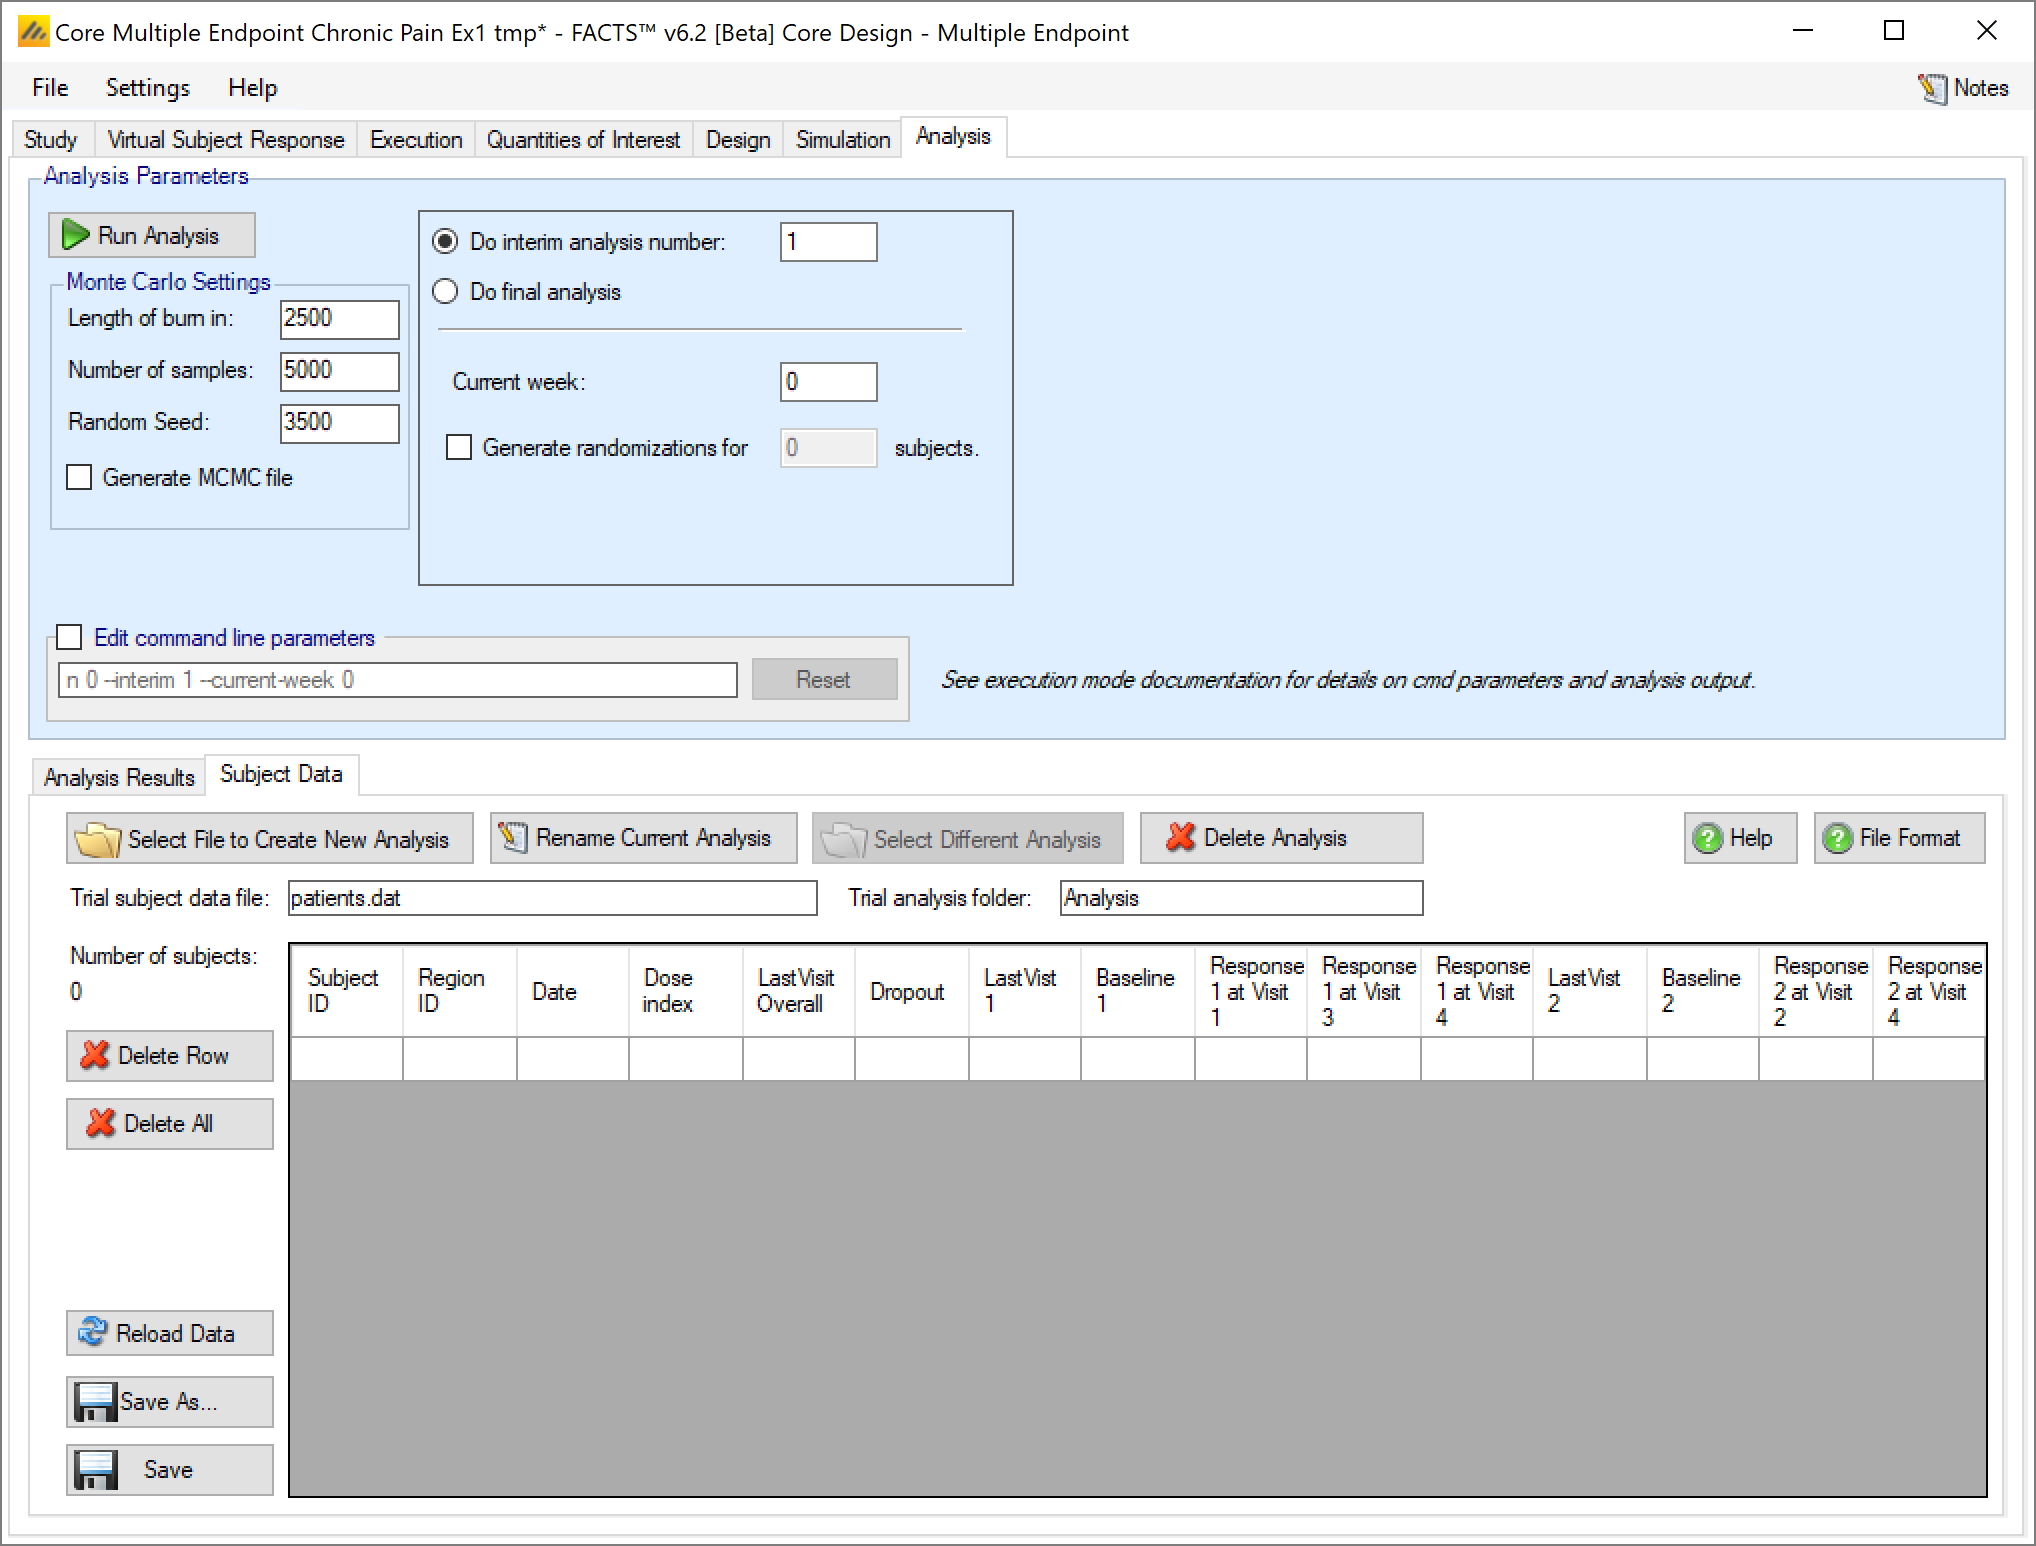 Core Multiple Endpoint Chronic Pain Ex1 tmp* - FACTS™ v6.2 [Beta] Core Design - Multiple Endpoint
File Settings Help Notes
Study Virtual Subject Response Execution Quantities of Interest Design Simulation Analysis
Analysis Parameters
Run Analysis
Monte Carlo Settings
Length of burn in: 2500
Number of samples: 5000
Random Seed: 3500
Generate MCMC file
Do interim analysis number: 1
Do final analysis
Current week: 0
Generate randomizations for 0 subjects.
Edit command line parameters
n 0 --interim 1 --current-week 0
Reset
See execution mode documentation for details on cmd parameters and analysis output.
Analysis Results Subject Data
Select File to Create New Analysis Rename Current Analysis Select Different Analysis Delete Analysis Help File Format
Trial subject data file: patients.dat Trial analysis folder: Analysis
Number of subjects:
0
Delete Row
Delete All
Reload Data
Save As...
Save
Subject
ID
Region
ID
Date
Dose
index
LastVisit
Overall
Dropout
LastVist
1
Baseline
1
Response
1 at Visit
1
Response
1 at Visit
3
Response
1 at Visit
4
LastVist
2
Baseline
2
Response
2 at Visit
2
Response
2 at Visit
4